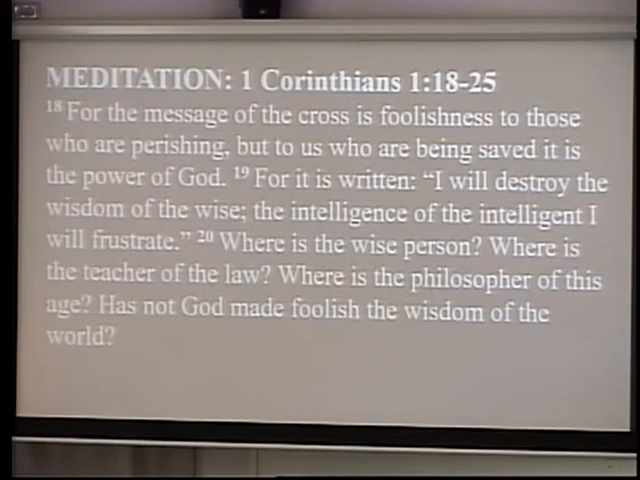 MEDITATION: 1 Corinthians 1:18-25
18 For the message of the cross is foolishness to those
who are perishing, but to us who are being saved it is
the power of God. 19 For it is written: “I will destroy the
wisdom of the wise; the intelligence of the intelligent I
will frustrate.” 20 Where is the wise person? Where is
the teacher of the law? Where is the philosopher of this
age? Has not God made foolish the wisdom of the
world?